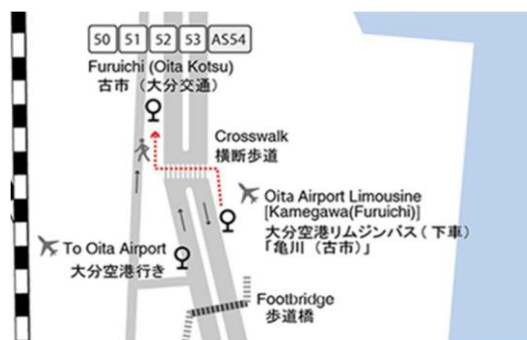 50 51 52 53 AS54
Furuichi (Oita Kotsu)
古市（大分交通）
Crosswalk
横断歩道
Oita Airport Limousine
[Kamegawa(Furuichi)]
大分空港リムジンバス（下車）
「亀川（古市）」
To Oita Airport
大分空港行き
Footbridge
歩道橋